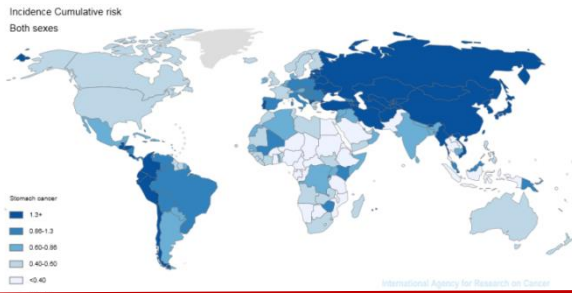 Incidence Cumulative risk
Both sexes
Stomach cancer
1.3+
0.86-1.3
0.60-0.86
0.40-0.60
<0.40
International Agency for Research on Cancer